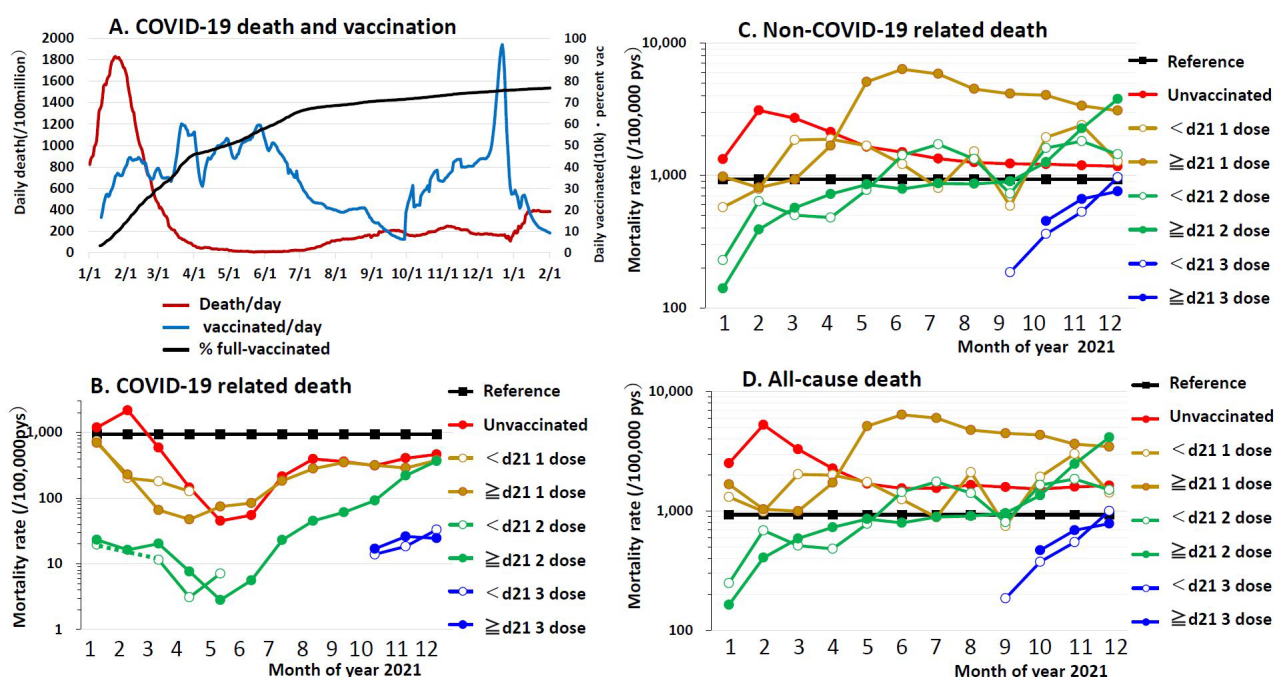 A. COVID-19 death and vaccination
Daily death(/100million)
2000
1800
1600
1400
1200
1000
800
600
400
200
0
100
90
80
70
60
50
40
30
20
10
0
Daily vaccinated(10k)・percent vac
1/1 2/1 3/1 4/1 5/1 6/1 7/1 8/1 9/1 10/1 11/1 12/1 1/1 2/1
Death/day
vaccinated/day
% full-vaccinated
B. COVID-19 related death
Mortality rate (/100,000pys)
1,000
100
10
1
1 2 3 4 5 6 7 8 9 10 11 12
Month of year 2021
Reference
Unvaccinated
＜d21 1 dose
≧d21 1 dose
＜d21 2 dose
≧d21 2 dose
＜d21 3 dose
≧d21 3 dose
C. Non-COVID-19 related death
Mortality rate (/100,000 pys)
10,000
1,000
100
1 2 3 4 5 6 7 8 9 10 11 12
Month of year 2021
Reference
Unvaccinated
＜d21 1 dose
≧d21 1 dose
＜d21 2 dose
≧d21 2 dose
＜d21 3 dose
≧d21 3 dose
D. All-cause death
Mortality rate (/100,000 pys)
10,000
1,000
100
1 2 3 4 5 6 7 8 9 10 11 12
Month of year 2021
Reference
Unvaccinated
＜d21 1 dose
≧d21 1 dose
＜d21 2 dose
≧d21 2 dose
＜d21 3 dose
≧d21 3 dose